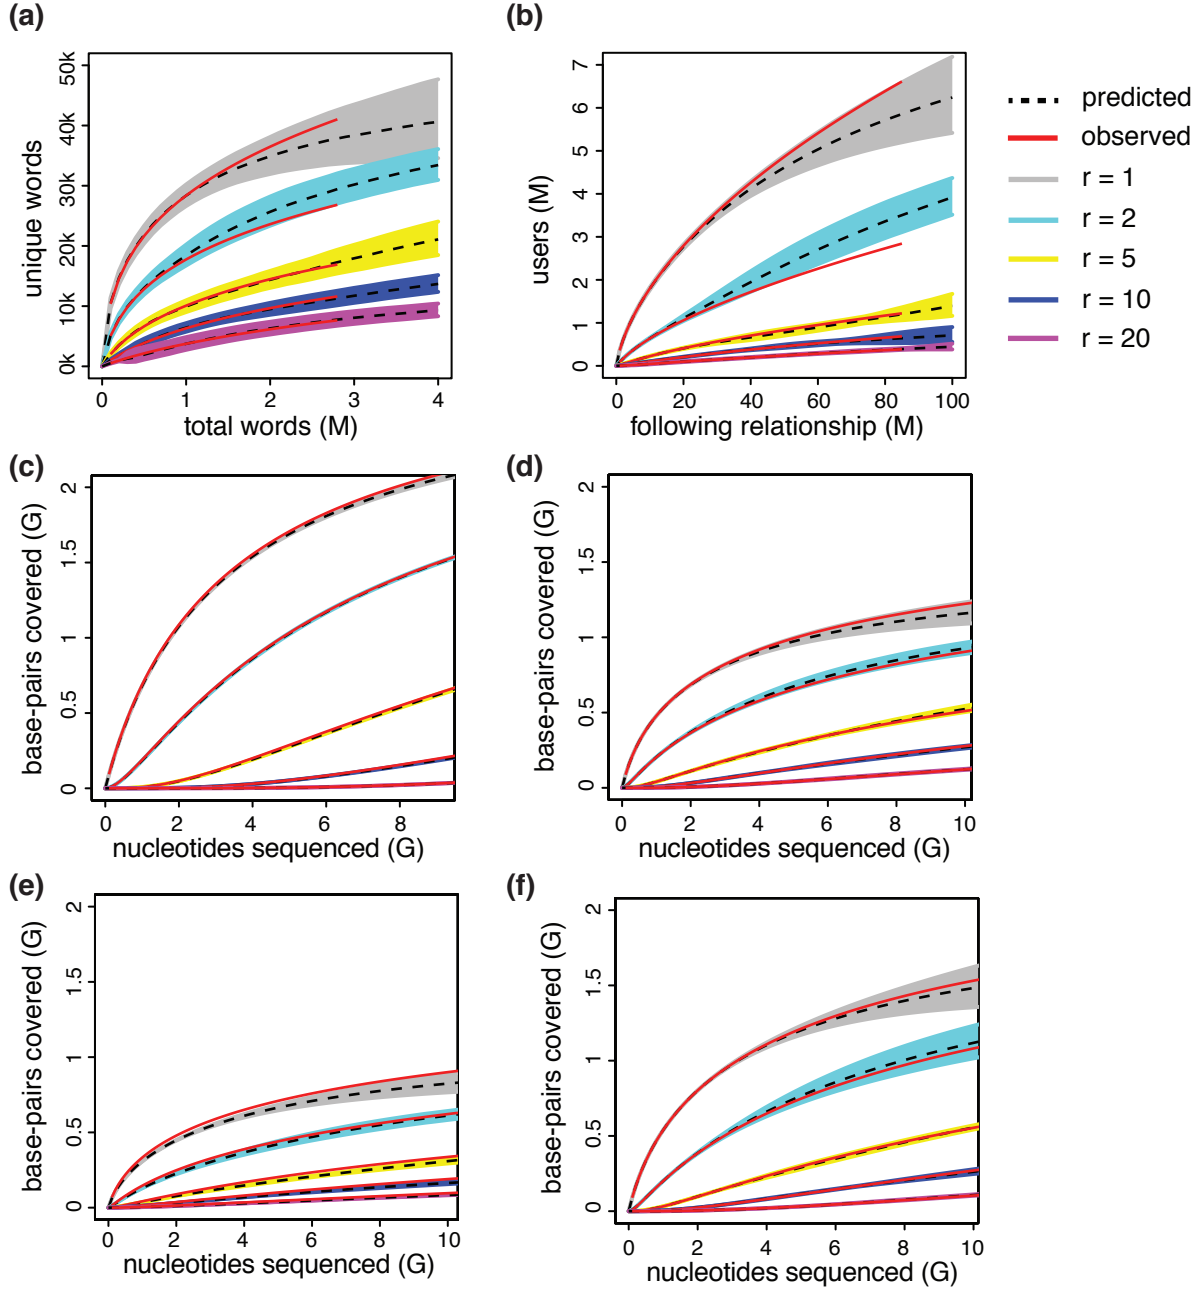 (a)
50k
40k
30k
20k
10k
0k
unique words
0 1 2 3 4
total words (M)
(b)
7
6
5
4
3
2
1
0
users (M)
0 20 40 60 80 100
following relationship (M)
predicted
observed
r = 1
r = 2
r = 5
r = 10
r = 20
(c)
2
1.5
1
0.5
0
base-pairs covered (G)
0 2 4 6 8
nucleotides sequenced (G)
(d)
2
1.5
1
0.5
0
base-pairs covered (G)
0 2 4 6 8 10
nucleotides sequenced (G)
(e)
2
1.5
1
0.5
0
base-pairs covered (G)
0 2 4 6 8 10
nucleotides sequenced (G)
(f)
2
1.5
1
0.5
0
base-pairs covered (G)
0 2 4 6 8 10
nucleotides sequenced (G)